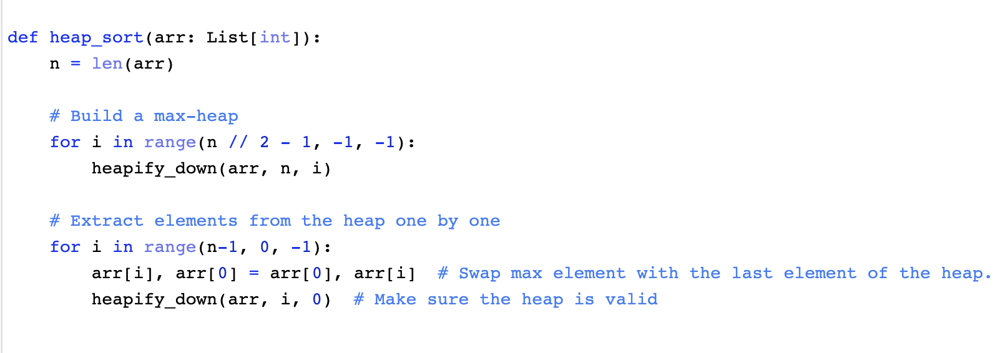 def heap_sort(arr: List[int]):
    n = len(arr)

    # Build a max-heap
    for i in range(n // 2 - 1, -1, -1):
        heapify_down(arr, n, i)

    # Extract elements from the heap one by one
    for i in range(n-1, 0, -1):
        arr[i], arr[0] = arr[0], arr[i]  # Swap max element with the last element of the heap.
        heapify_down(arr, i, 0)  # Make sure the heap is valid